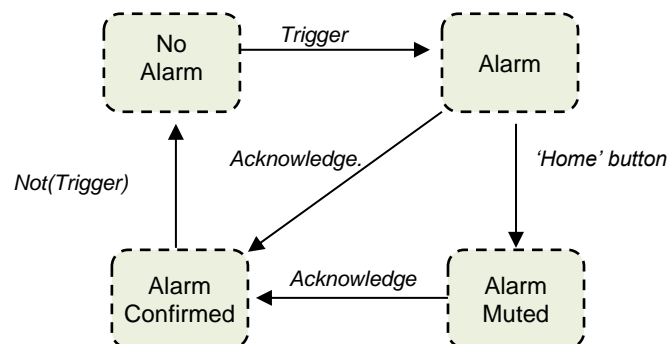 No
Alarm
Trigger
Alarm
Acknowledge.
‘Home’ button
Not(Trigger)
Alarm
Confirmed
Acknowledge
Alarm
Muted